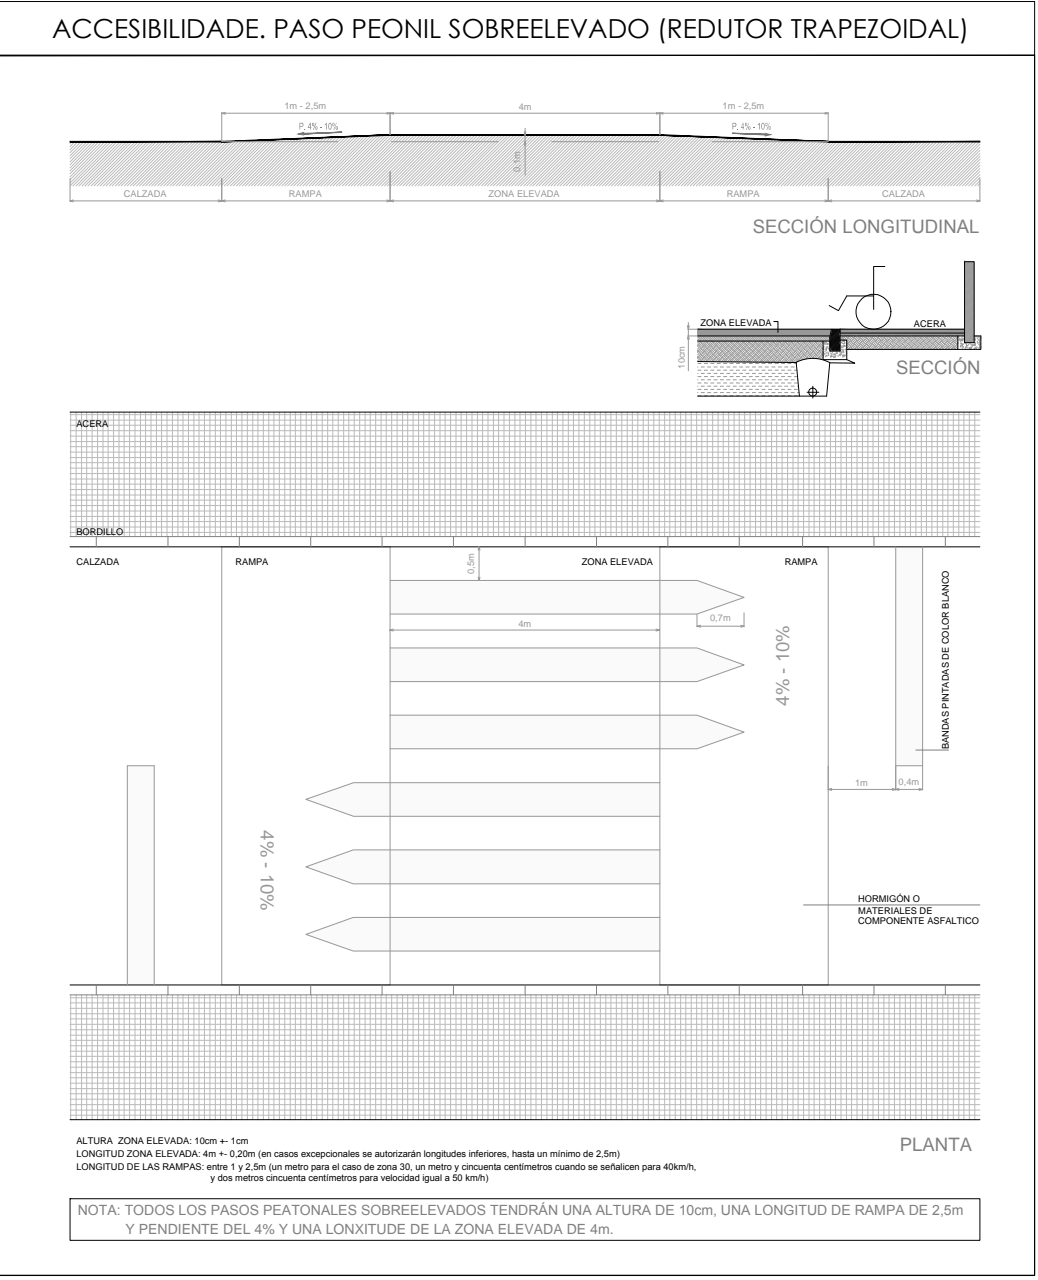 ACCESIBILIDADE. PASO PEONIL SOBREELEVADO (REDUTOR TRAPEZOIDAL)
1m - 2,5m
4m
1m - 2,5m
P. 4% - 10%
P. 4% - 10%
0,1m
CALZADA
RAMPA
ZONA ELEVADA
RAMPA
CALZADA
SECCIÓN LONGITUDINAL
ZONA ELEVADA
ACERA
10cm
SECCIÓN
ACERA
BORDILLO
CALZADA
RAMPA
0,5m
ZONA ELEVADA
RAMPA
4m
0,7m
4% - 10%
BANDAS PINTADAS DE COLOR BLANCO
1m
0,4m
4% - 10%
HORMIGÓN O
MATERIALES DE
COMPONENTE ASFALTICO
PLANTA
ALTURA ZONA ELEVADA: 10cm +- 1cm
LONGITUD ZONA ELEVADA: 4m +- 0,20m (en casos excepcionales se autorizarán longitudes inferiores, hasta un mínimo de 2,5m)
LONGITUD DE LAS RAMPAS: entre 1 y 2,5m (un metro para el caso de zona 30, un metro y cincuenta centímetros cuando se señalicen para 40km/h,
y dos metros cincuenta centímetros para velocidad igual a 50 km/h)
NOTA: TODOS LOS PASOS PEATONALES SOBREELEVADOS TENDRÁN UNA ALTURA DE 10cm, UNA LONGITUD DE RAMPA DE 2,5m
Y PENDIENTE DEL 4% Y UNA LONXITUDE DE LA ZONA ELEVADA DE 4m.